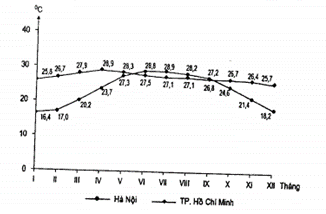 ⁰C
40
30
20
10
0
25,8 26,7 27,9 28,9 28,3 28,8 28,9 28,2 27,2 26,7 26,4 25,7
16,4 17,0 20,2 23,7 27,3 27,5 27,1 27,1 26,8 24,6 21,4 18,2
I II III IV V VI VII VIII IX X XI XII Tháng
Hà Nội TP. Hồ Chí Minh